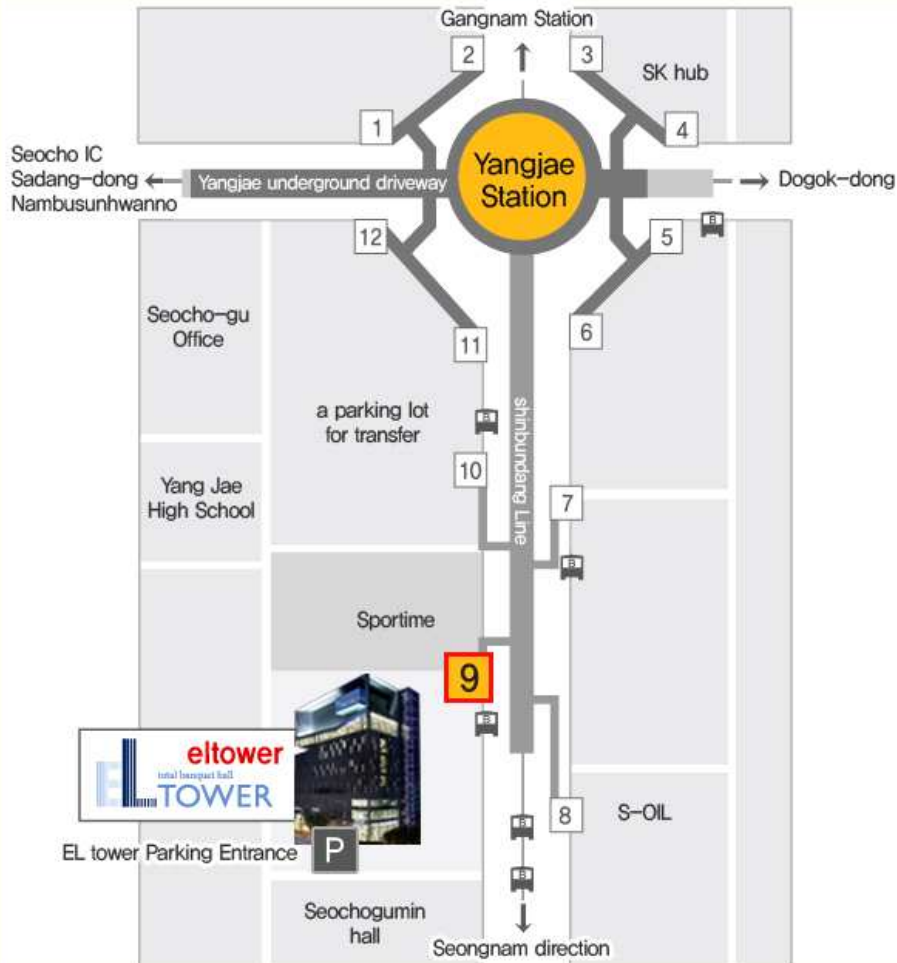 Gangnam Station
2
3
SK hub
1
4
Seocho IC
Sadang-dong
Nambusunhwanno
Yangjae underground driveway
Yangjae
Station
Dogok-dong
12
5
B
Seocho-gu
Office
11
6
a parking lot
for transfer
B
shinbundang Line
10
7
Yang Jae
High School
B
Sportime
9
B
eltower
total banquet hall
EL TOWER
8
S-OIL
B
EL tower Parking Entrance
P
B
Seochogumin
hall
Seongnam direction